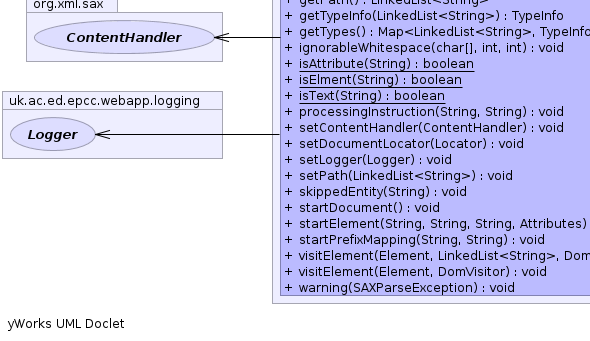 org.xml.sax
ContentHandler
uk.ac.ed.epcc.webapp.logging
Logger
+ getPath() : LinkedList<String>
+ getTypeInfo(LinkedList<String>) : TypeInfo
+ getTypes() : Map<LinkedList<String>, TypeInfo
+ ignorableWhitespace(char[], int, int) : void
+ isAttribute(String) : boolean
+ isElment(String) : boolean
+ isText(String) : boolean
+ processingInstruction(String, String) : void
+ setContentHandler(ContentHandler) : void
+ setDocumentLocator(Locator) : void
+ setLogger(Logger) : void
+ setPath(LinkedList<String>) : void
+ skippedEntity(String) : void
+ startDocument() : void
+ startElement(String, String, String, Attributes)
+ startPrefixMapping(String, String) : void
+ visitElement(Element, LinkedList<String>, Dom
+ visitElement(Element, DomVisitor) : void
+ warning(SAXParseException) : void
yWorks UML Doclet